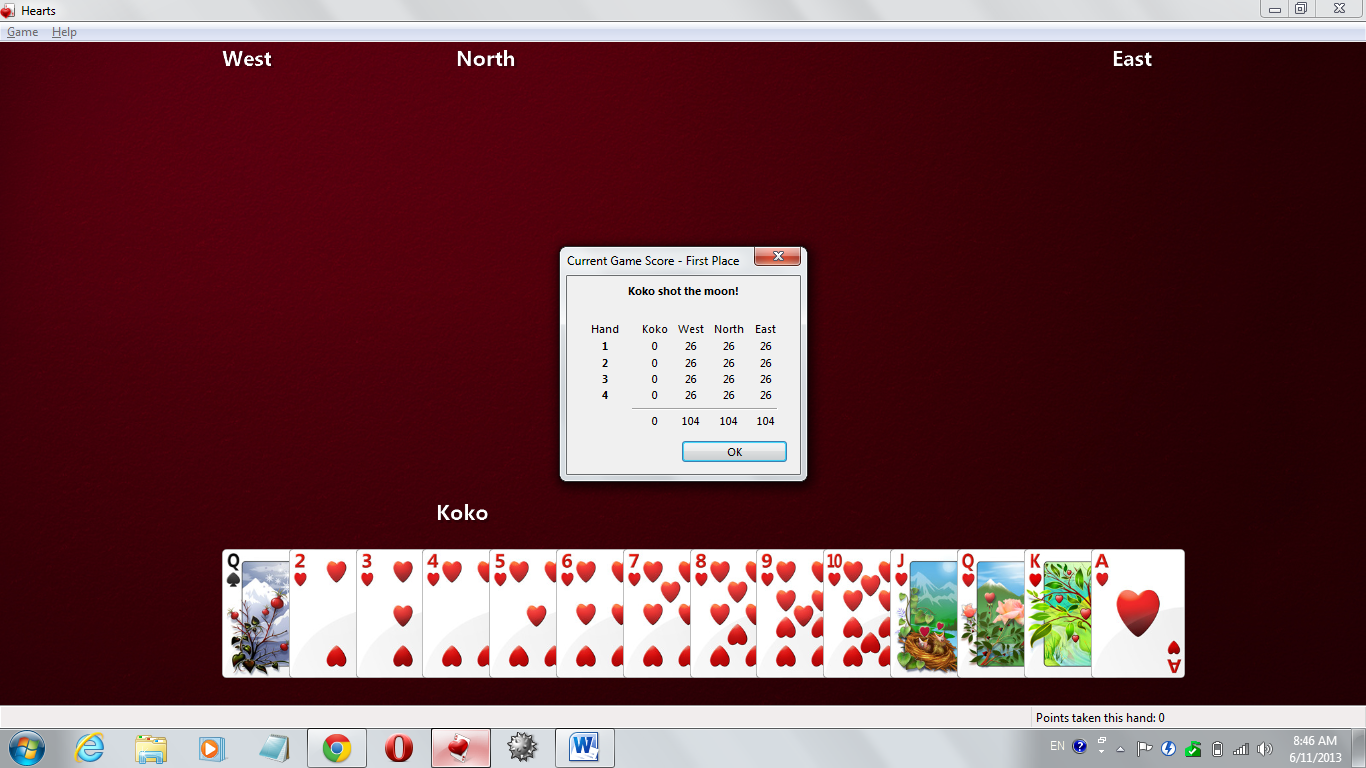 Hearts
Game Help
West North East
Current Game Score - First Place
Koko shot the moon!
Hand Koko West North East
1 0 26 26 26
2 0 26 26 26
3 0 26 26 26
4 0 26 26 26
0 104 104 104
OK
Koko
Q 2 3 4 5 6 7 8 9 10 J Q K A
A
Points taken this hand: 0
EN 8:46 AM
6/11/2013